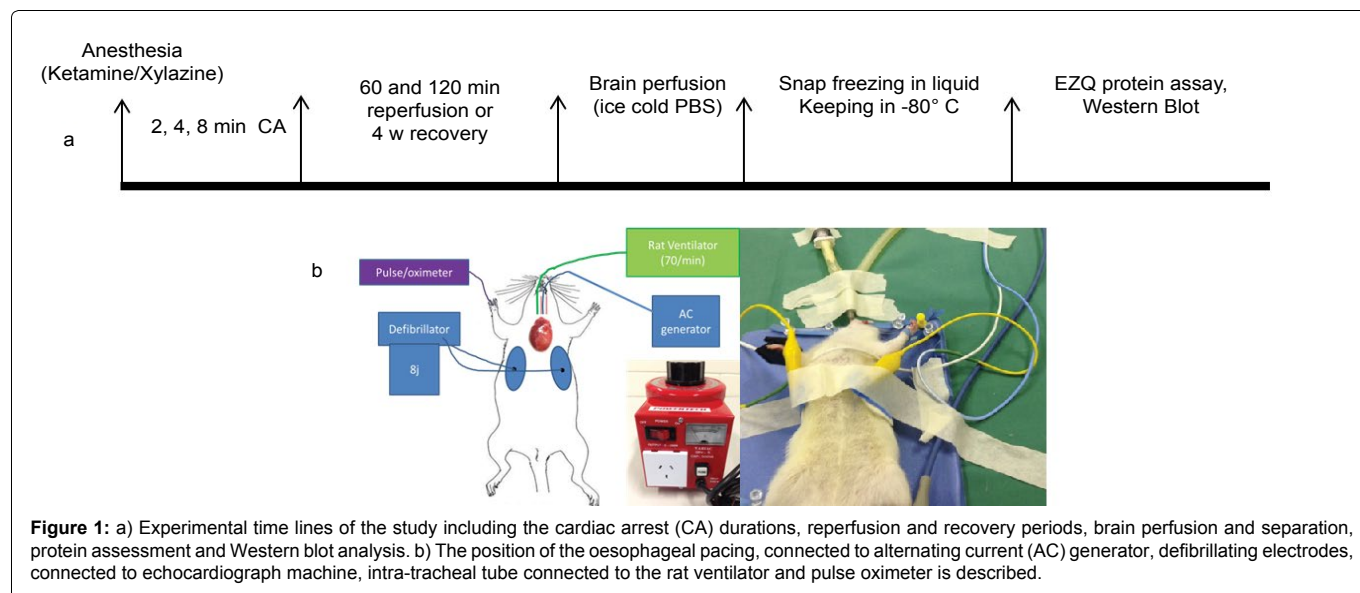 Anesthesia
(Ketamine/Xylazine)
a
2, 4, 8 min CA
60 and 120 min
reperfusion or
4 w recovery
Brain perfusion
(ice cold PBS)
Snap freezing in liquid
Keeping in -80° C
EZQ protein assay,
Western Blot
b
Pulse/oximeter
Defibrillator
8j
Rat Ventilator
(70/min)
AC
generator
Figure 1: a) Experimental time lines of the study including the cardiac arrest (CA) durations, reperfusion and recovery periods, brain perfusion and separation,
protein assessment and Western blot analysis. b) The position of the oesophageal pacing, connected to alternating current (AC) generator, defibrillating electrodes,
connected to echocardiograph machine, intra-tracheal tube connected to the rat ventilator and pulse oximeter is described.